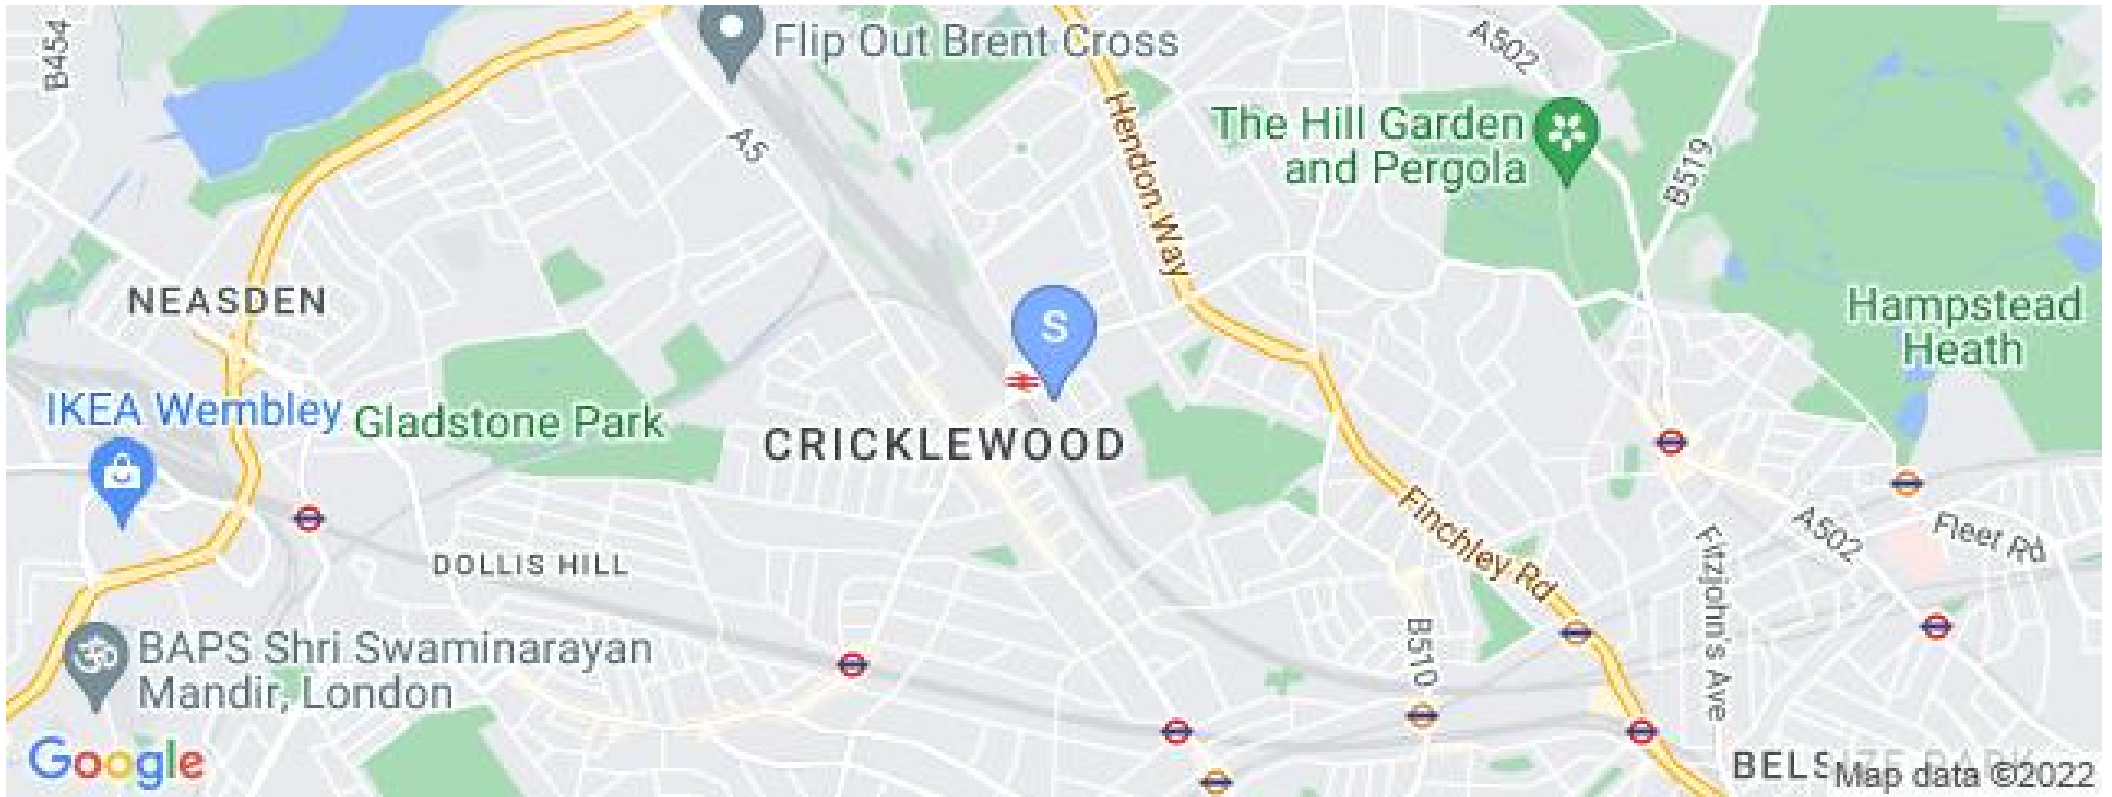 B454
Flip Out Brent Cross
A502
A5
Hendon Way
The Hill Garden
and Pergola
B519
NEASDEN
S
Hampstead
Heath
IKEA Wembley
Gladstone Park
CRICKLEWOOD
Finchley Rd
A502
Fleet Rd
Fitzjohn's Ave
DOLLIS HILL
B510
BAPS Shri Swaminarayan
Mandir, London
Google
BELSIZE PARK
Map data ©2022